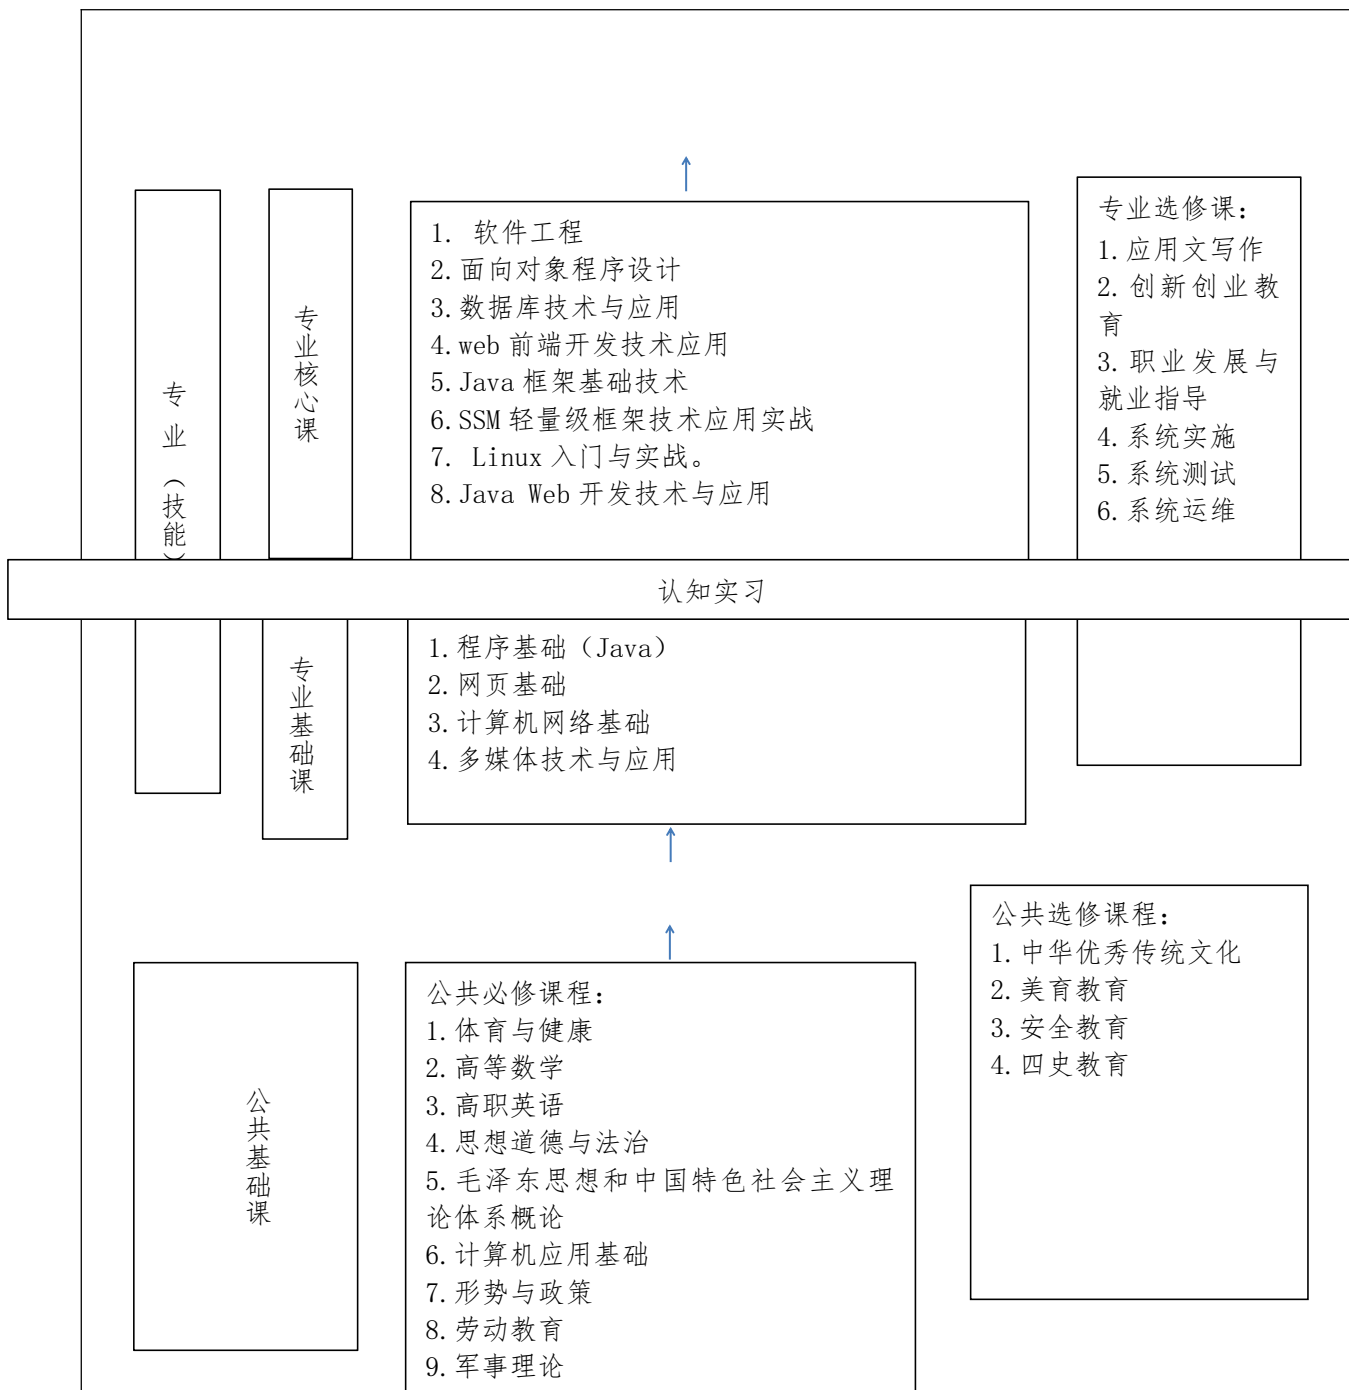 专业（技能）
专业核心课
1. 软件工程
2.面向对象程序设计
3.数据库技术与应用
4.web 前端开发技术应用
5.Java 框架基础技术
6.SSM 轻量级框架技术应用实战
7. Linux 入门与实战。
8.Java Web 开发技术与应用
专业选修课：
1.应用文写作
2.创新创业教
育
3.职业发展与
就业指导
4.系统实施
5.系统测试
6.系统运维
认知实习
专业基础课
1.程序基础（Java）
2.网页基础
3.计算机网络基础
4.多媒体技术与应用
公共选修课程：
1.中华优秀传统文化
2.美育教育
3.安全教育
4.四史教育
公共基础课
公共必修课程：
1.体育与健康
2.高等数学
3.高职英语
4.思想道德与法治
5.毛泽东思想和中国特色社会主义理
论体系概论
6.计算机应用基础
7.形势与政策
8.劳动教育
9.军事理论